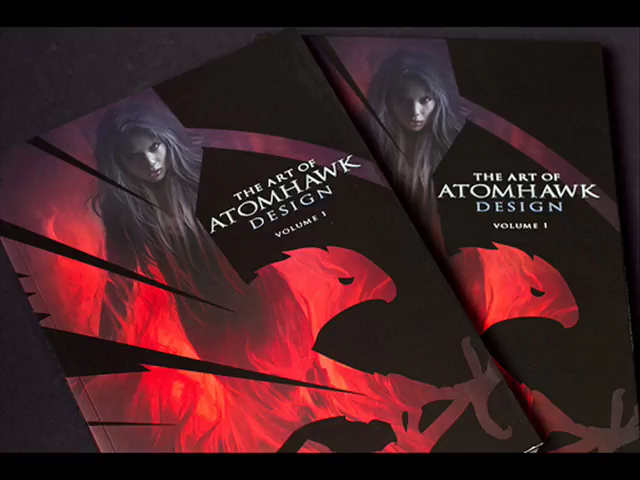 THE ART OF
ATOMHAWK
DESIGN
VOLUME 1
THE ART OF
ATOMHAWK
DESIGN
VOLUME 1